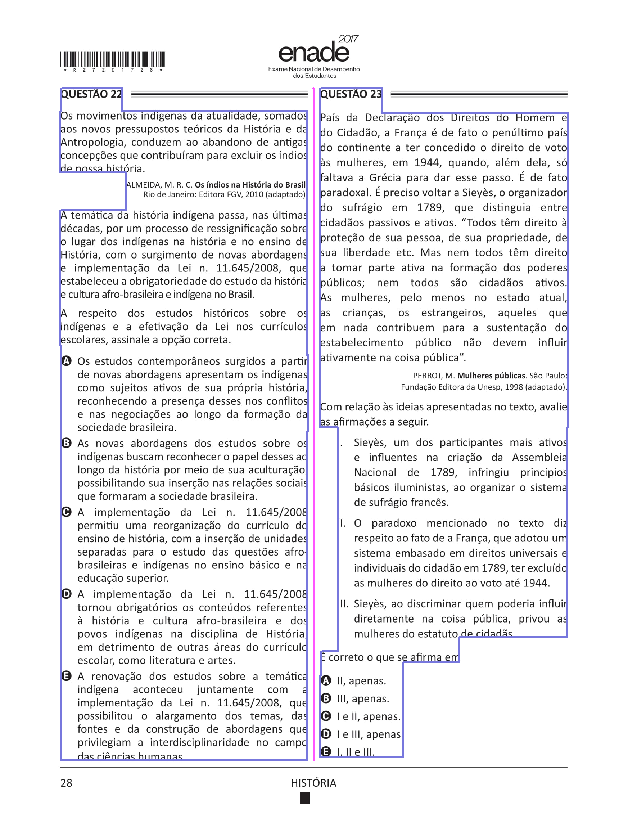 *R27201728*
enade 2017
Exame Nacional de Desempenho
dos Estudantes
QUESTÃO 22
Os movimentos indígenas da atualidade, somados
aos novos pressupostos teóricos da História e da
Antropologia, conduzem ao abandono de antigas
concepções que contribuíram para excluir os índios
de nossa história.
ALMEIDA, M. R. C. Os índios na História do Brasil
Rio de Janeiro: Editora FGV, 2010 (adaptado)
A temática da história indígena passa, nas últimas
décadas, por um processo de ressignificação sobre
o lugar dos indígenas na história e no ensino de
História, com o surgimento de novas abordagens
e implementação da Lei n. 11.645/2008, que
estabeleceu a obrigatoriedade do estudo da história
e cultura afro-brasileira e indígena no Brasil.
A respeito dos estudos históricos sobre os
indígenas e a efetivação da Lei nos currículos
escolares, assinale a opção correta.
A Os estudos contemporâneos surgidos a partir
de novas abordagens apresentam os indígenas
como sujeitos ativos de sua própria história,
reconhecendo a presença desses nos conflitos
e nas negociações ao longo da formação da
sociedade brasileira.
B As novas abordagens dos estudos sobre os
indígenas buscam reconhecer o papel desses ao
longo da história por meio de sua aculturação
possibilitando sua inserção nas relações sociais
que formaram a sociedade brasileira.
C A implementação da Lei n. 11.645/2008
permitiu uma reorganização do currículo do
ensino de história, com a inserção de unidades
separadas para o estudo das questões afro-
brasileiras e indígenas no ensino básico e na
educação superior.
D A implementação da Lei n. 11.645/2008
tornou obrigatórios os conteúdos referentes
à história e cultura afro-brasileira e dos
povos indígenas na disciplina de História
em detrimento de outras áreas do currículo
escolar, como literatura e artes.
E A renovação dos estudos sobre a temática
indígena aconteceu juntamente com a
implementação da Lei n. 11.645/2008, que
possibilitou o alargamento dos temas, das
fontes e da construção de abordagens que
privilegiam a interdisciplinaridade no campo
das ciências humanas.
QUESTÃO 23
País da Declaração dos Direitos do Homem e
do Cidadão, a França é de fato o penúltimo país
do continente a ter concedido o direito de voto
às mulheres, em 1944, quando, além dela, só
faltava a Grécia para dar esse passo. É de fato
paradoxal. É preciso voltar a Sieyès, o organizador
do sufrágio em 1789, que distinguia entre
cidadãos passivos e ativos. “Todos têm direito à
proteção de sua pessoa, de sua propriedade, de
sua liberdade etc. Mas nem todos têm direito
a tomar parte ativa na formação dos poderes
públicos; nem todos são cidadãos ativos.
As mulheres, pelo menos no estado atual,
as crianças, os estrangeiros, aqueles que
em nada contribuem para a sustentação do
estabelecimento público não devem influir
ativamente na coisa pública”.
PERROT, M. Mulheres públicas. São Paulo:
Fundação Editora da Unesp, 1998 (adaptado).
Com relação às ideias apresentadas no texto, avalie
as afirmações a seguir.
I. Sieyès, um dos participantes mais ativos
e influentes na criação da Assembleia
Nacional de 1789, infringiu princípios
básicos iluministas, ao organizar o sistema
de sufrágio francês.
II. O paradoxo mencionado no texto diz
respeito ao fato de a França, que adotou um
sistema embasado em direitos universais e
individuais do cidadão em 1789, ter excluído
as mulheres do direito ao voto até 1944.
III. Sieyès, ao discriminar quem poderia influir
diretamente na coisa pública, privou as
mulheres do estatuto de cidadãs.
É correto o que se afirma em
A II, apenas.
B III, apenas.
C I e II, apenas.
D I e III, apenas
E I, II e III.
28
HISTÓRIA